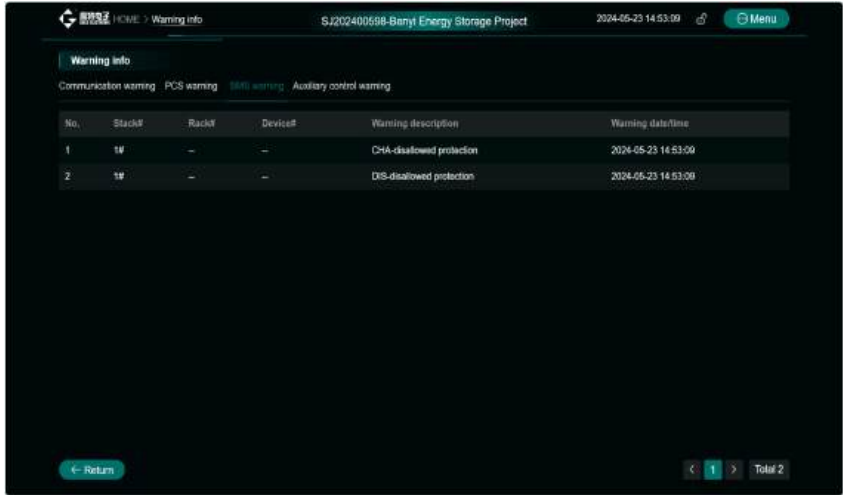 HOME > Warning info
SJ202400598-Banyi Energy Storage Project
2024-05-23 14:53:09
Menu
Warning info
Communication warning PCS warning BMS warning Auxiliary control warning
No. Stack# Rack# Device# Warning description Warning date/time
1 1# -- -- CHA-disallowed protection 2024-05-23 14:53:09
2 1# -- -- DIS-disallowed protection 2024-05-23 14:53:09
← Return
< 1 > Total 2